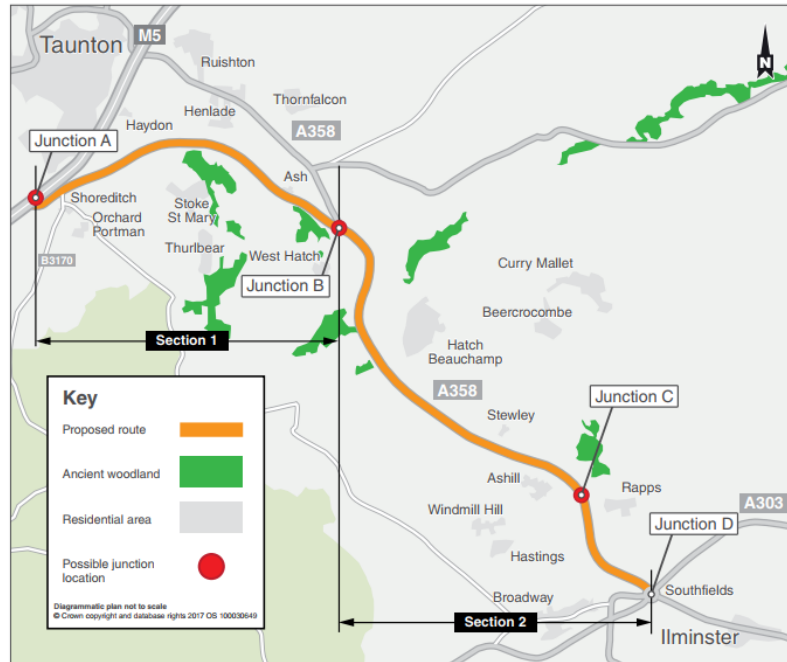 Taunton
M5
Ruishton
Thornfalcon
Henlade
Haydon
A358
Junction A
Ash
Shoreditch
Stoke
St Mary
Orchard
Portman
Thurlbear
West Hatch
B3170
Junction B
Curry Mallet
Beercrocombe
Hatch
Beauchamp
Section 1
A358
Junction C
Stewley
Ashill
Rapps
Windmill Hill
A303
Junction D
Hastings
Southfields
Broadway
Section 2
Ilminster
N
Key
Proposed route
Ancient woodland
Residential area
Possible junction
location
Diagrammatic plan not to scale
© Crown copyright and database rights 2017 OS 100030649